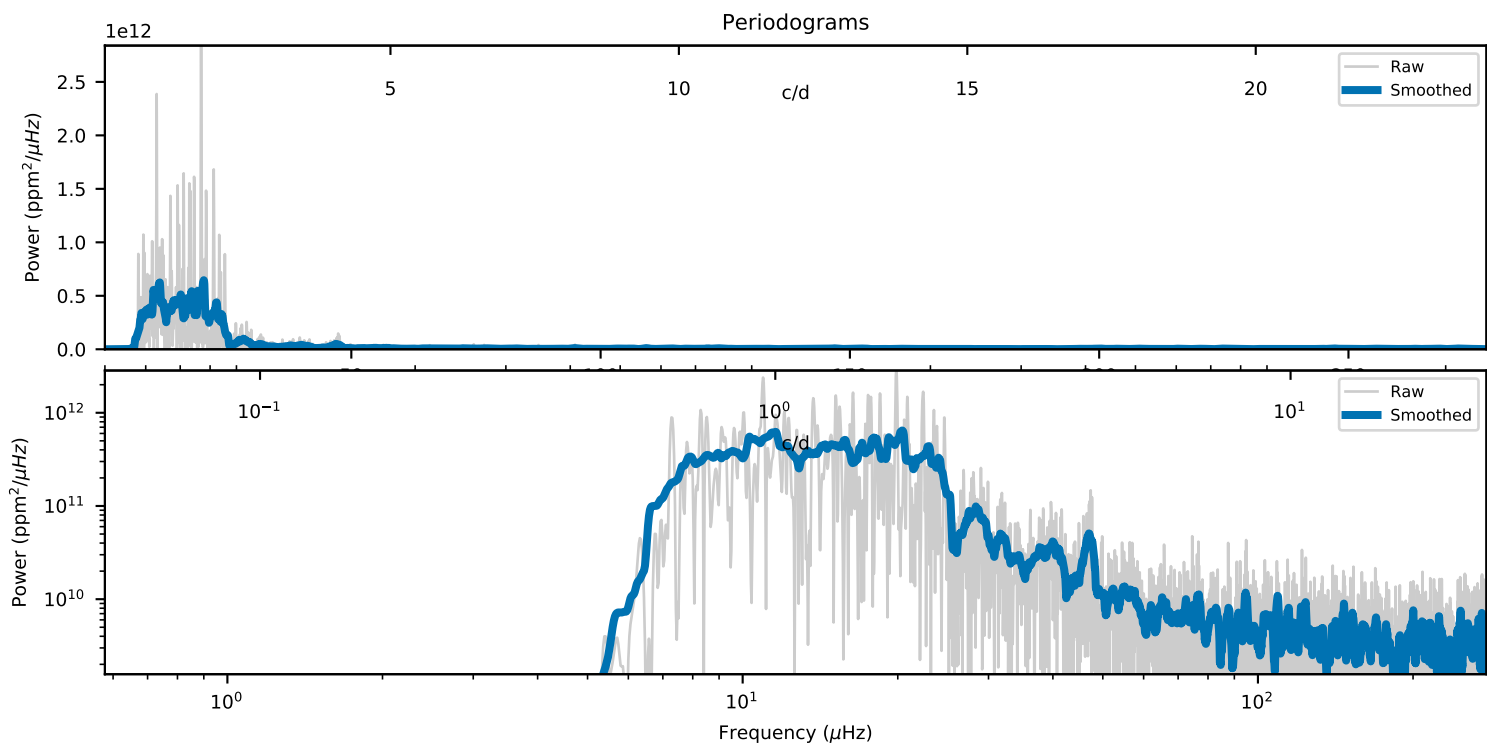 Periodograms
1e12
Power (ppm²/μHz)
2.5
2.0
1.5
1.0
0.5
0.0
5
10
15
20
c/d
Raw
Smoothed
Power (ppm²/μHz)
10¹²
10¹¹
10¹⁰
10⁻¹
10⁰
10¹
c/d
Raw
Smoothed
10⁰
10¹
10²
Frequency (μHz)